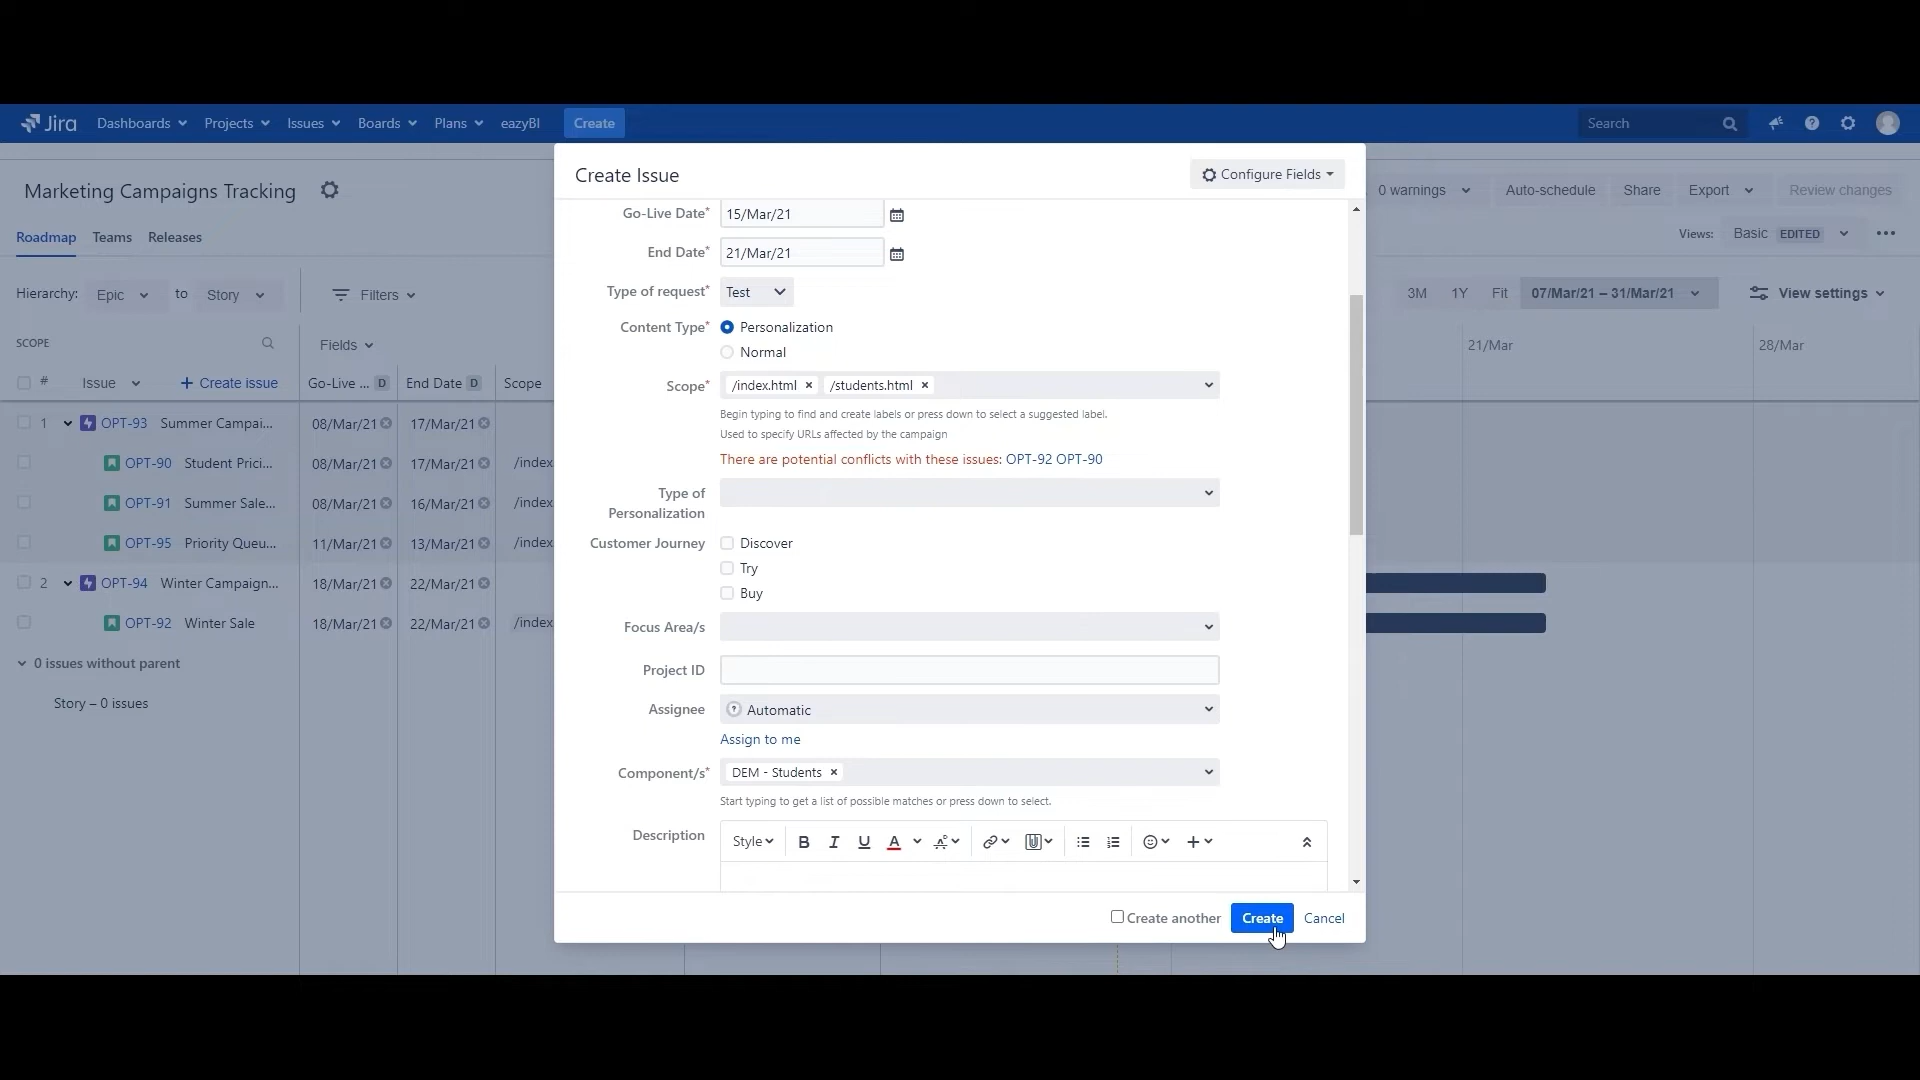 Jira Dashboards Projects Issues Boards Plans eazyBI Create Search
Marketing Campaigns Tracking
0 warnings Auto-schedule Share Export Review changes
Roadmap Teams Releases
Views: Basic EDITED
Hierarchy: Epic to Story Filters
3M 1Y Fit 07/Mar/21 – 31/Mar/21 View settings
SCOPE
Fields
21/Mar 28/Mar
# Issue + Create issue Go-Live ... D End Date D Scope
1 OPT-93 Summer Campai... 08/Mar/21 17/Mar/21
OPT-90 Student Prici... 08/Mar/21 17/Mar/21 /index
OPT-91 Summer Sale... 08/Mar/21 16/Mar/21 /index
OPT-95 Priority Queu... 11/Mar/21 13/Mar/21 /index
2 OPT-94 Winter Campaign... 18/Mar/21 22/Mar/21
OPT-92 Winter Sale 18/Mar/21 22/Mar/21 /index
0 issues without parent
Story – 0 issues
Create Issue
Configure Fields
Go-Live Date* 15/Mar/21
End Date* 21/Mar/21
Type of request* Test
Content Type* Personalization
Normal
Scope* /index.html × /students.html ×
Begin typing to find and create labels or press down to select a suggested label.
Used to specify URLs affected by the campaign
There are potential conflicts with these issues: OPT-92 OPT-90
Type of
Personalization
Customer Journey Discover
Try
Buy
Focus Area/s
Project ID
Assignee Automatic
Assign to me
Component/s* DEM - Students ×
Start typing to get a list of possible matches or press down to select.
Description Style B I U A
Create another Create Cancel